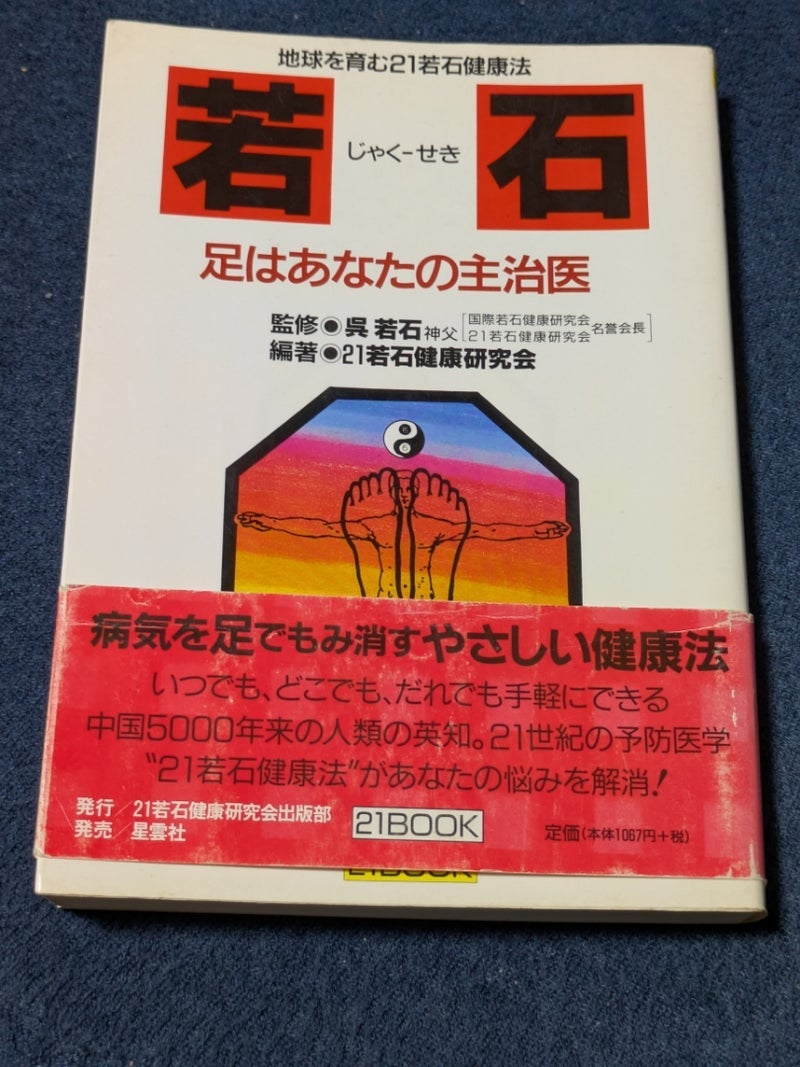 地球を育む21若石健康法
若石
じゃくーせき
足はあなたの主治医
監修◉呉 若石神父[国際若石健康研究会 21若石健康研究会 名誉会長]
編著◉21若石健康研究会
病気を足でもみ消すやさしい健康法
いつでも、どこでも、だれでも手軽にできる
中国5000年来の人類の英知。21世紀の予防医学
"21若石健康法"があなたの悩みを解消!
発行/21若石健康研究会出版部
発売/星雲社
21BOOK
定価(本体1067円+税)
21BOOK